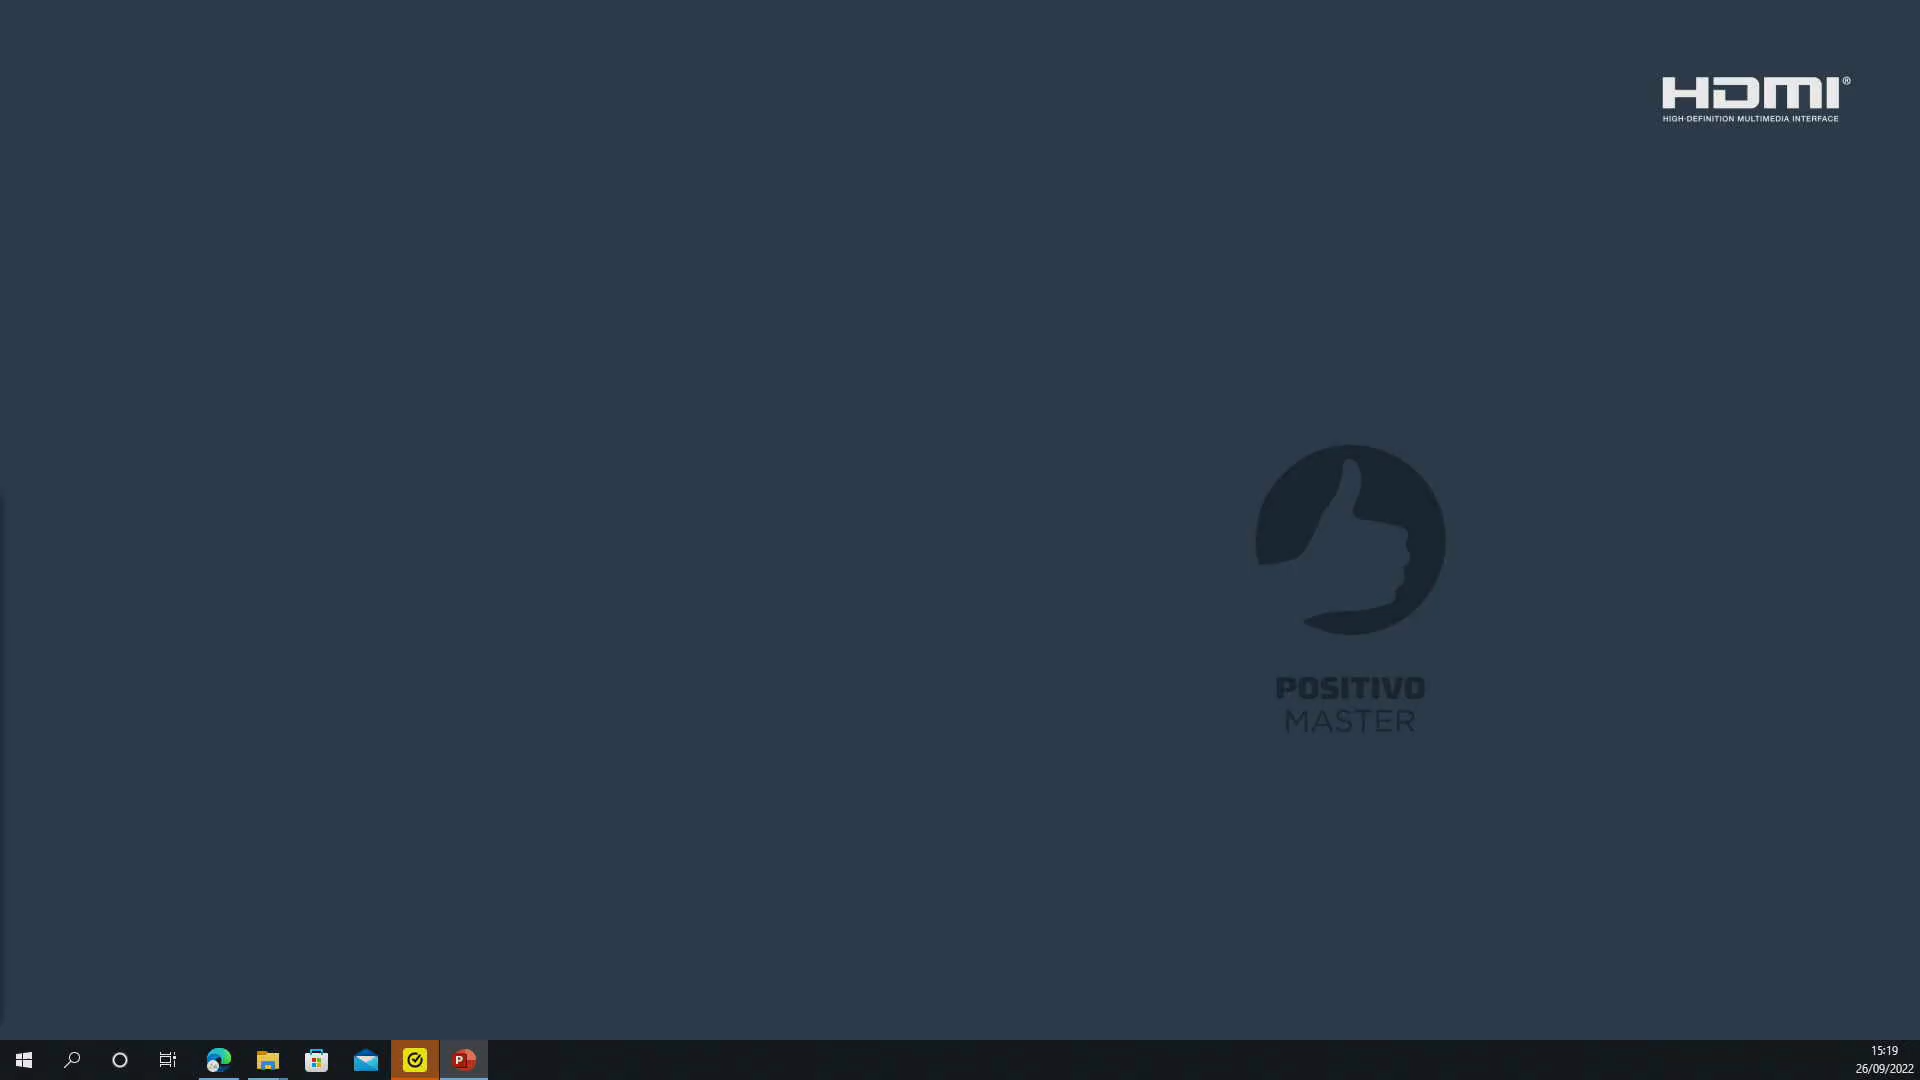 HDMI®
HIGH-DEFINITION MULTIMEDIA INTERFACE
POSITIVO
MASTER
P
15:19
26/09/2022